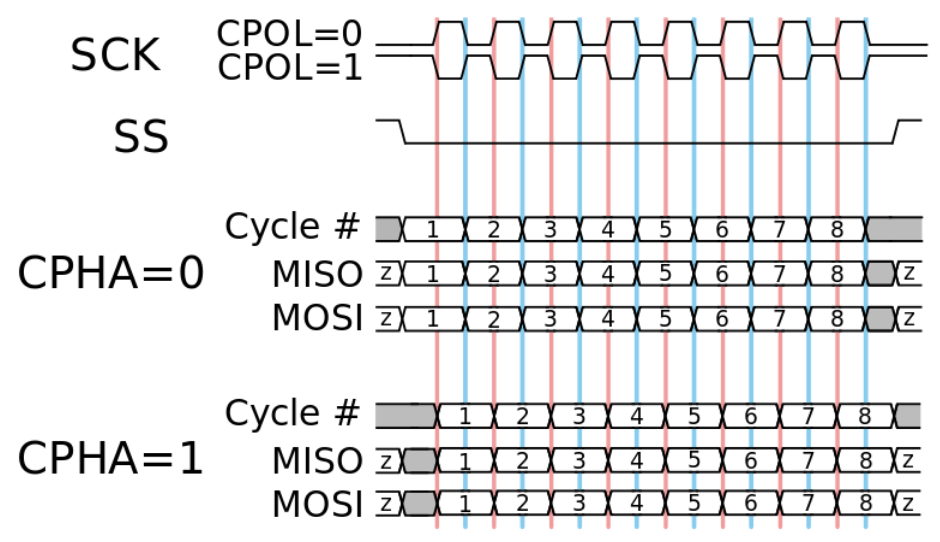 SCK CPOL=0
CPOL=1
SS
Cycle # 1 2 3 4 5 6 7 8
CPHA=0 MISO z 1 2 3 4 5 6 7 8 z
MOSI z 1 2 3 4 5 6 7 8 z
Cycle # 1 2 3 4 5 6 7 8
CPHA=1 MISO z 1 2 3 4 5 6 7 8 z
MOSI z 1 2 3 4 5 6 7 8 z